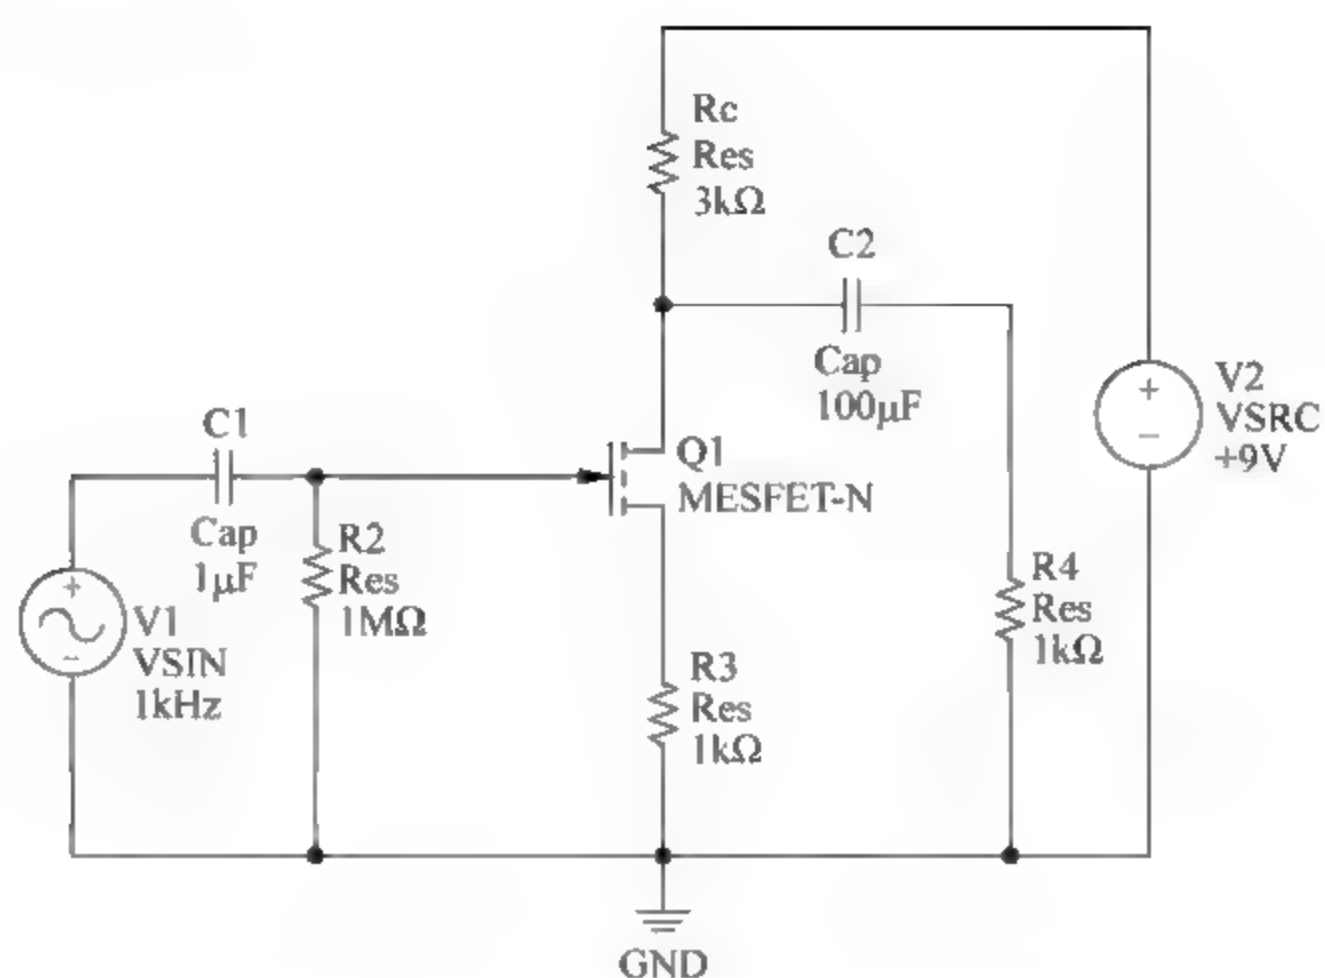 Rc
Res
3kΩ
C2
Cap
100μF
V2
VSRC
+9V
C1
Cap
1μF
Q1
MESFET-N
R2
Res
1MΩ
V1
VSIN
1kHz
R4
Res
1kΩ
R3
Res
1kΩ
GND